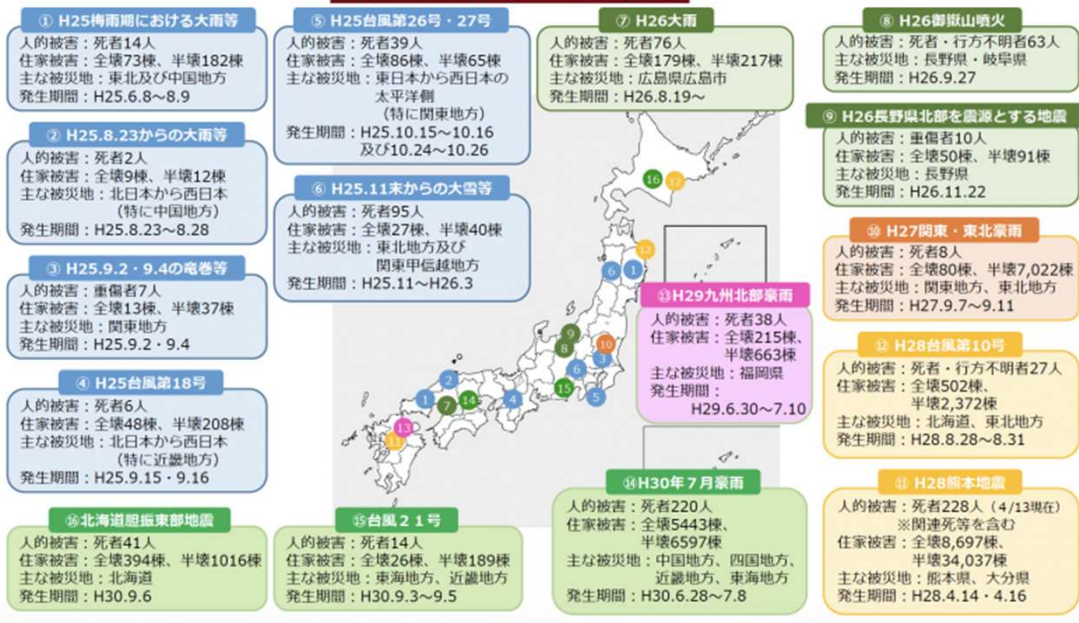 ① H25梅雨期における大雨等
人的被害：死者14人
住家被害：全壊73棟、半壊182棟
主な被災地：東北及び中国地方
発生期間：H25.6.8～8.9
② H25.8.23からの大雨等
人的被害：死者2人
住家被害：全壊9棟、半壊12棟
主な被災地：北日本から西日本
（特に中国地方）
発生期間：H25.8.23～8.28
③ H25.9.2・9.4の竜巻等
人的被害：重傷者7人
住家被害：全壊13棟、半壊37棟
主な被災地：関東地方
発生期間：H25.9.2・9.4
④ H25台風第18号
人的被害：死者6人
住家被害：全壊48棟、半壊208棟
主な被災地：北日本から西日本
（特に近畿地方）
発生期間：H25.9.15・9.16
⑤ H25台風第26号・27号
人的被害：死者39人
住家被害：全壊86棟、半壊65棟
主な被災地：東日本から西日本の
太平洋側
（特に関東地方）
発生期間：H25.10.15～10.16
及び10.24～10.26
⑥ H25.11末からの大雪等
人的被害：死者95人
住家被害：全壊27棟、半壊40棟
主な被災地：東北地方及び
関東甲信越地方
発生期間：H25.11～H26.3
⑦ H26大雨
人的被害：死者76人
住家被害：全壊179棟、半壊217棟
主な被災地：広島県広島市
発生期間：H26.8.19～
⑧ H26御嶽山噴火
人的被害：死者・行方不明者63人
主な被災地：長野県・岐阜県
発生期間：H26.9.27
⑨ H26長野県北部を震源とする地震
人的被害：重傷者10人
住家被害：全壊50棟、半壊91棟
主な被災地：長野県
発生期間：H26.11.22
⑩ H27関東・東北豪雨
人的被害：死者8人
住家被害：全壊80棟、半壊7,022棟
主な被災地：関東地方、東北地方
発生期間：H27.9.7～9.11
⑬H29九州北部豪雨
人的被害：死者38人
住家被害：全壊215棟、
半壊663棟
主な被災地：福岡県
発生期間：
H29.6.30～7.10
⑫ H28台風第10号
人的被害：死者・行方不明者27人
住家被害：全壊502棟、
半壊2,372棟
主な被災地：北海道、東北地方
発生期間：H28.8.28～8.31
16
12
12
6
1
9
8
10
3
6
2
15
5
1
7
14
4
13
11
⑯北海道胆振東部地震
人的被害：死者41人
住家被害：全壊394棟、半壊1016棟
主な被災地：北海道
発生期間：H30.9.6
⑮台風２１号
人的被害：死者14人
住家被害：全壊26棟、半壊189棟
主な被災地：東海地方、近畿地方
発生期間：H30.9.3～9.5
⑭H30年７月豪雨
人的被害：死者220人
住家被害：全壊5443棟、
半壊6597棟
主な被災地：中国地方、四国地方、
近畿地方、東海地方
発生期間：H30.6.28～7.8
⑪ H28熊本地震
人的被害：死者228人（4/13現在）
※関連死等を含む
住家被害：全壊8,697棟、
半壊34,037棟
主な被災地：熊本県、大分県
発生期間：H28.4.14・4.16